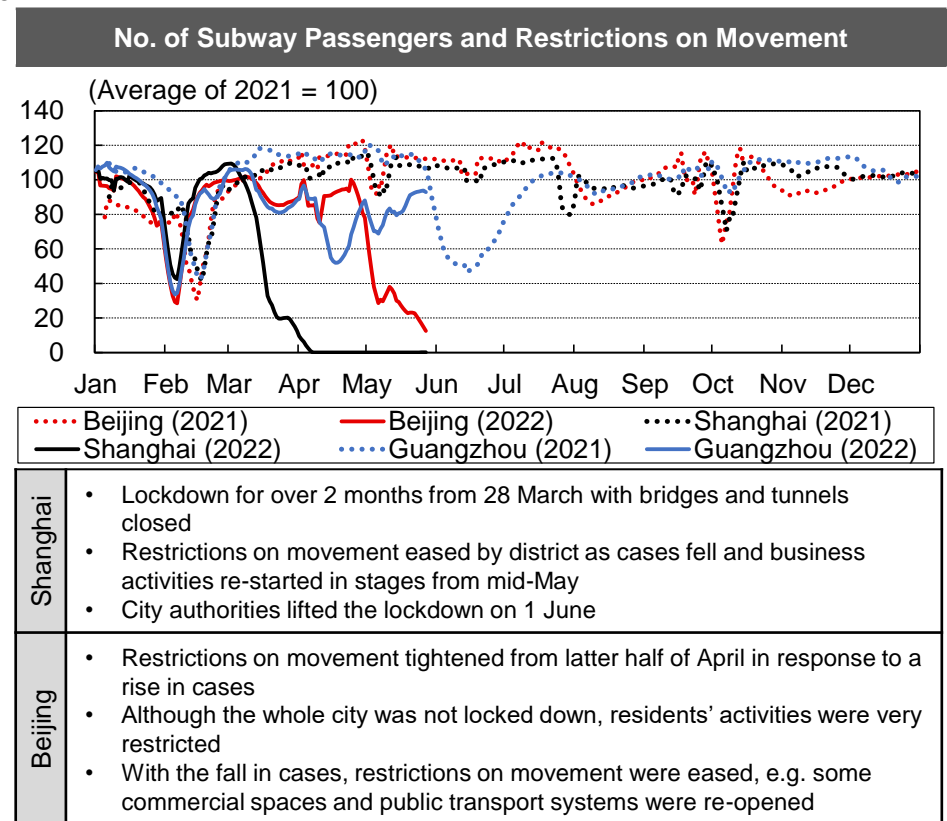 No. of Subway Passengers and Restrictions on Movement
(Average of 2021 = 100)
140
120
100
80
60
40
20
0
Jan Feb Mar Apr May Jun Jul Aug Sep Oct Nov Dec
Beijing (2021) Beijing (2022) Shanghai (2021)
Shanghai (2022) Guangzhou (2021) Guangzhou (2022)
Shanghai
• Lockdown for over 2 months from 28 March with bridges and tunnels
closed
• Restrictions on movement eased by district as cases fell and business
activities re-started in stages from mid-May
• City authorities lifted the lockdown on 1 June
Beijing
• Restrictions on movement tightened from latter half of April in response to a
rise in cases
• Although the whole city was not locked down, residents’ activities were very
restricted
• With the fall in cases, restrictions on movement were eased, e.g. some
commercial spaces and public transport systems were re-opened